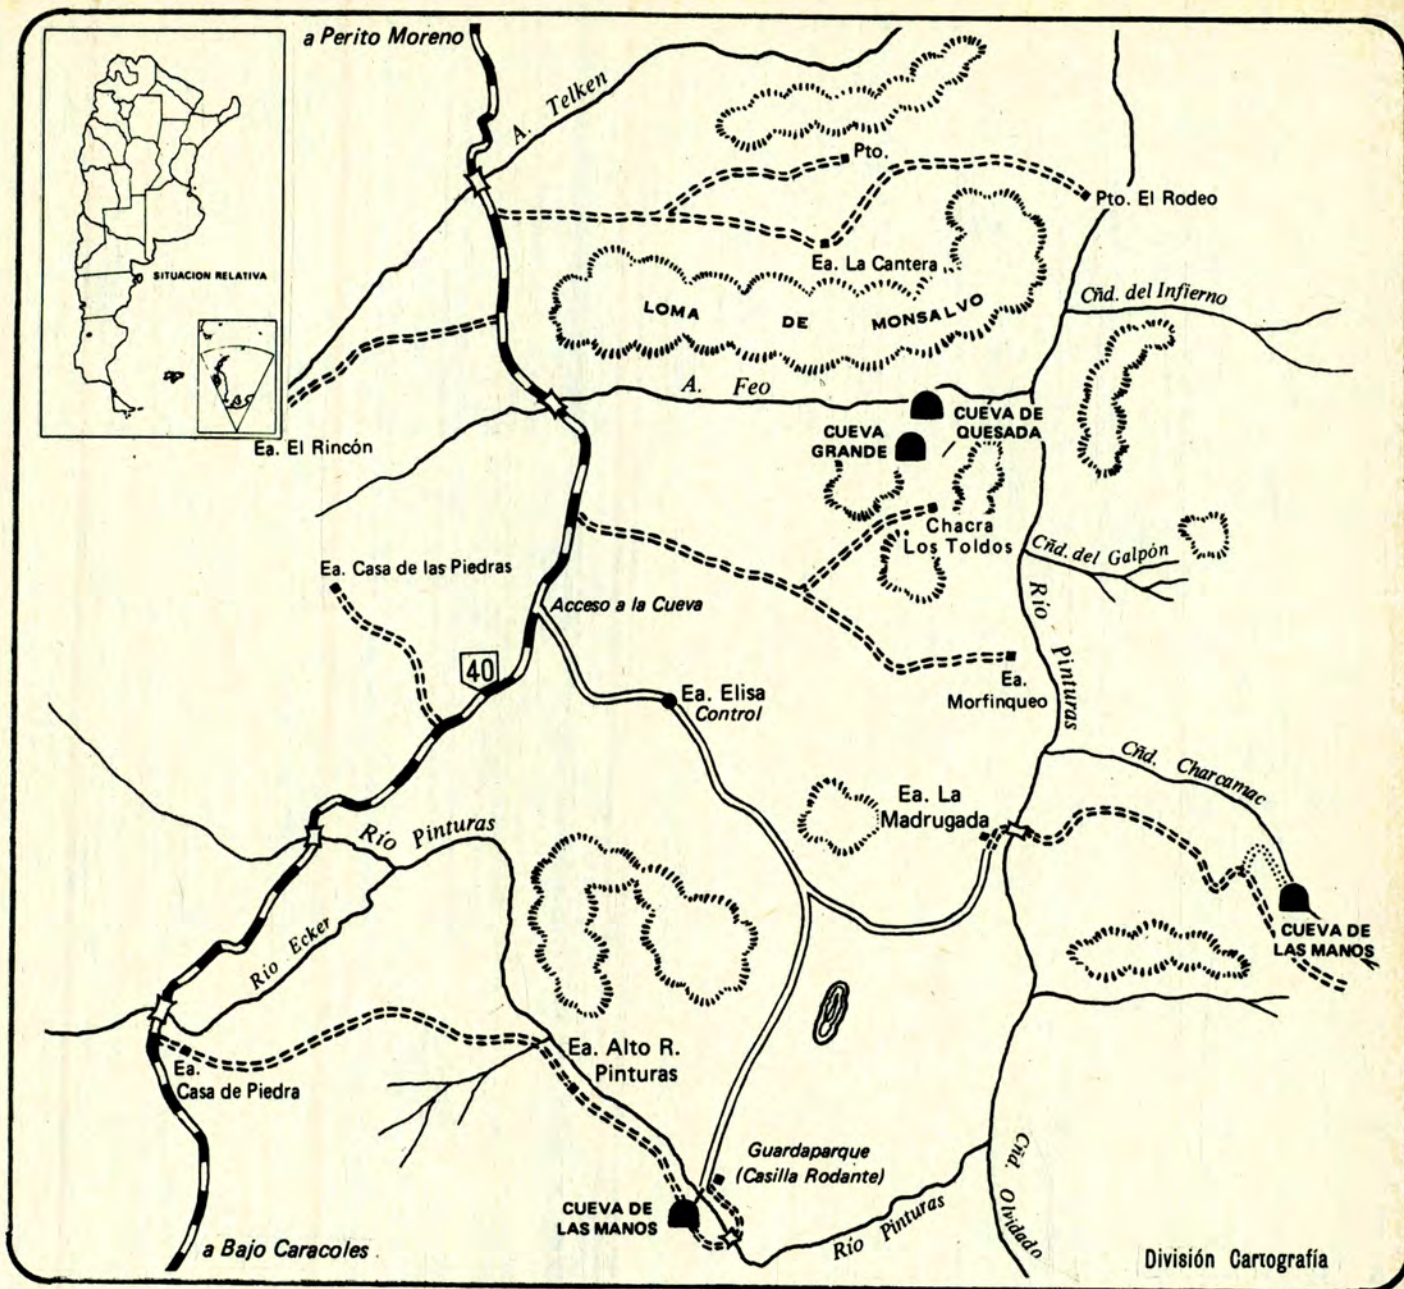 a Perito Moreno
A. Telken
SITUACION RELATIVA
Pto.
Pto. El Rodeo
Ea. La Cantera
Cñd. del Infierno
LOMA DE MONSALVO
A. Feo
CUEVA DE
QUESADA
CUEVA
GRANDE
Ea. El Rincón
Chacra
Los Toldos
Cñd. del Galpón
Ea. Casa de las Piedras
Acceso a la Cueva
Río Pinturas
40
Ea. Elisa
Control
Ea.
Morfinqueo
Cñd. Charcamac
Ea. La
Madrugada
Río Pinturas
CUEVA DE
LAS MANOS
Río Ecker
Ea. Alto R.
Pinturas
Ea.
Casa de Piedra
Guardaparque
(Casilla Rodante)
Cñd. Olvidado
CUEVA DE
LAS MANOS
Río Pinturas
a Bajo Caracoles
División Cartografía